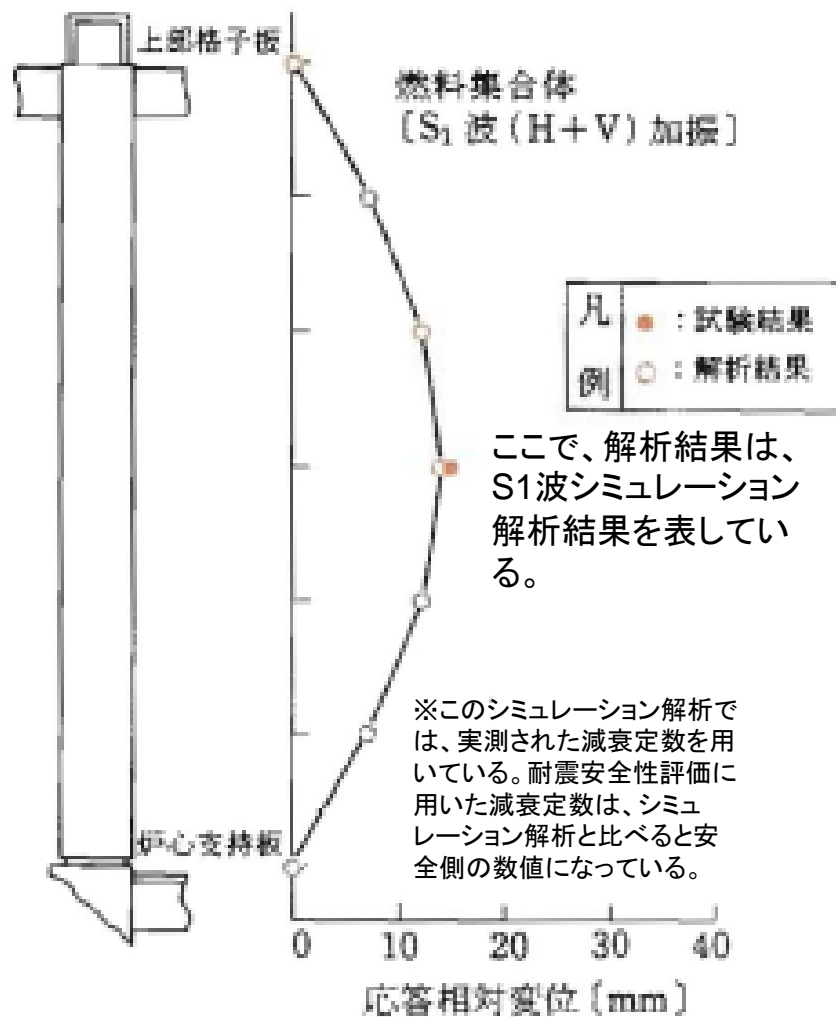 上部格子板
燃料集合体
〔S₁ 波(H+V) 加振〕
凡例
● : 試験結果
○ : 解析結果
ここで、解析結果は、
S1波シミュレーション
解析結果を表してい
る。
※このシミュレーション解析で
は、実測された減衰定数を用
いている。耐震安全性評価に
用いた減衰定数は、シミュ
レーション解析と比べると安
全側の数値になっている。
炉心支持板
0 10 20 30 40
応答相対変位〔mm〕